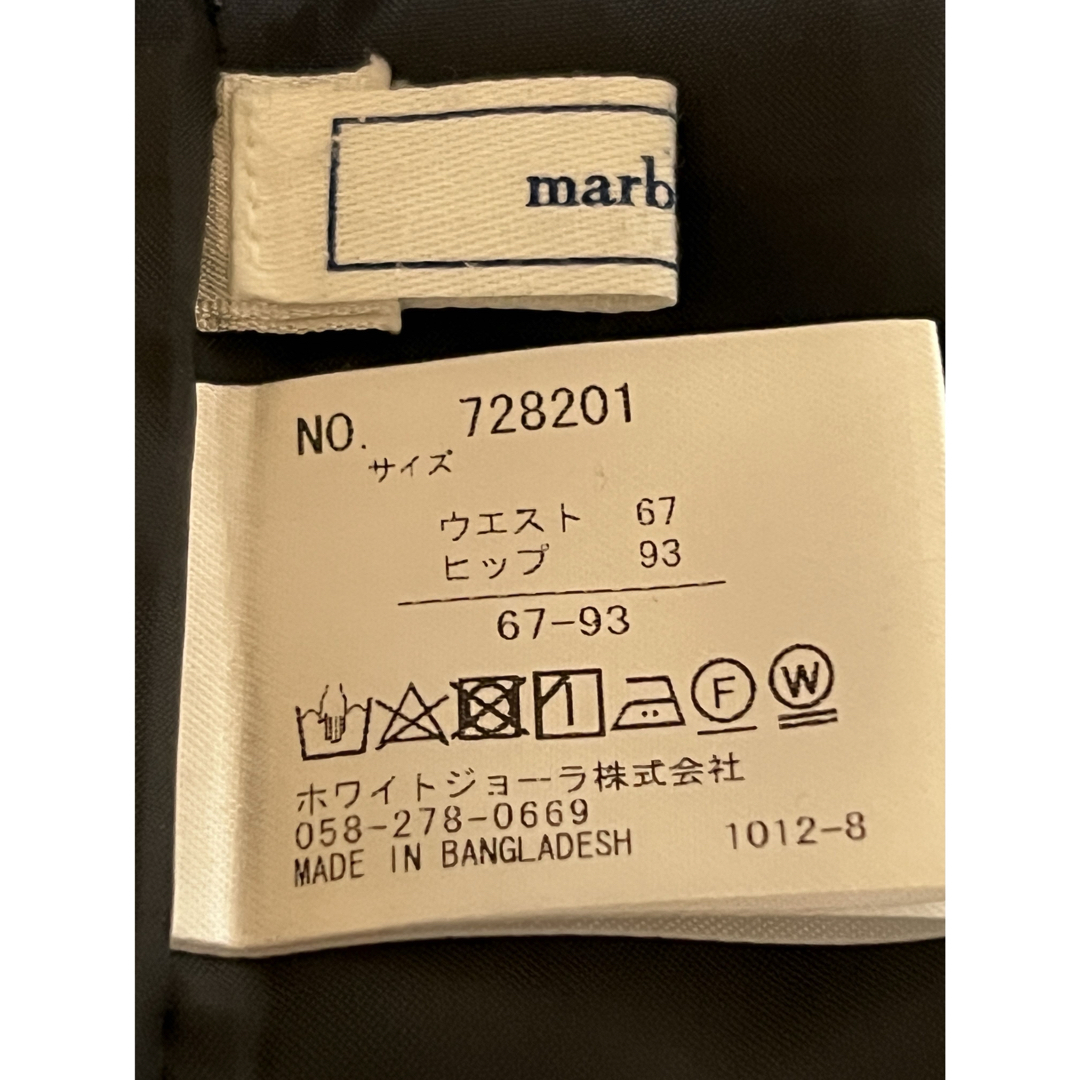 marb
NO. 728201
サイズ
ウエスト 67
ヒップ 93
67-93
F W
ホワイトジョーラ株式会社
058-278-0669
MADE IN BANGLADESH 1012-8